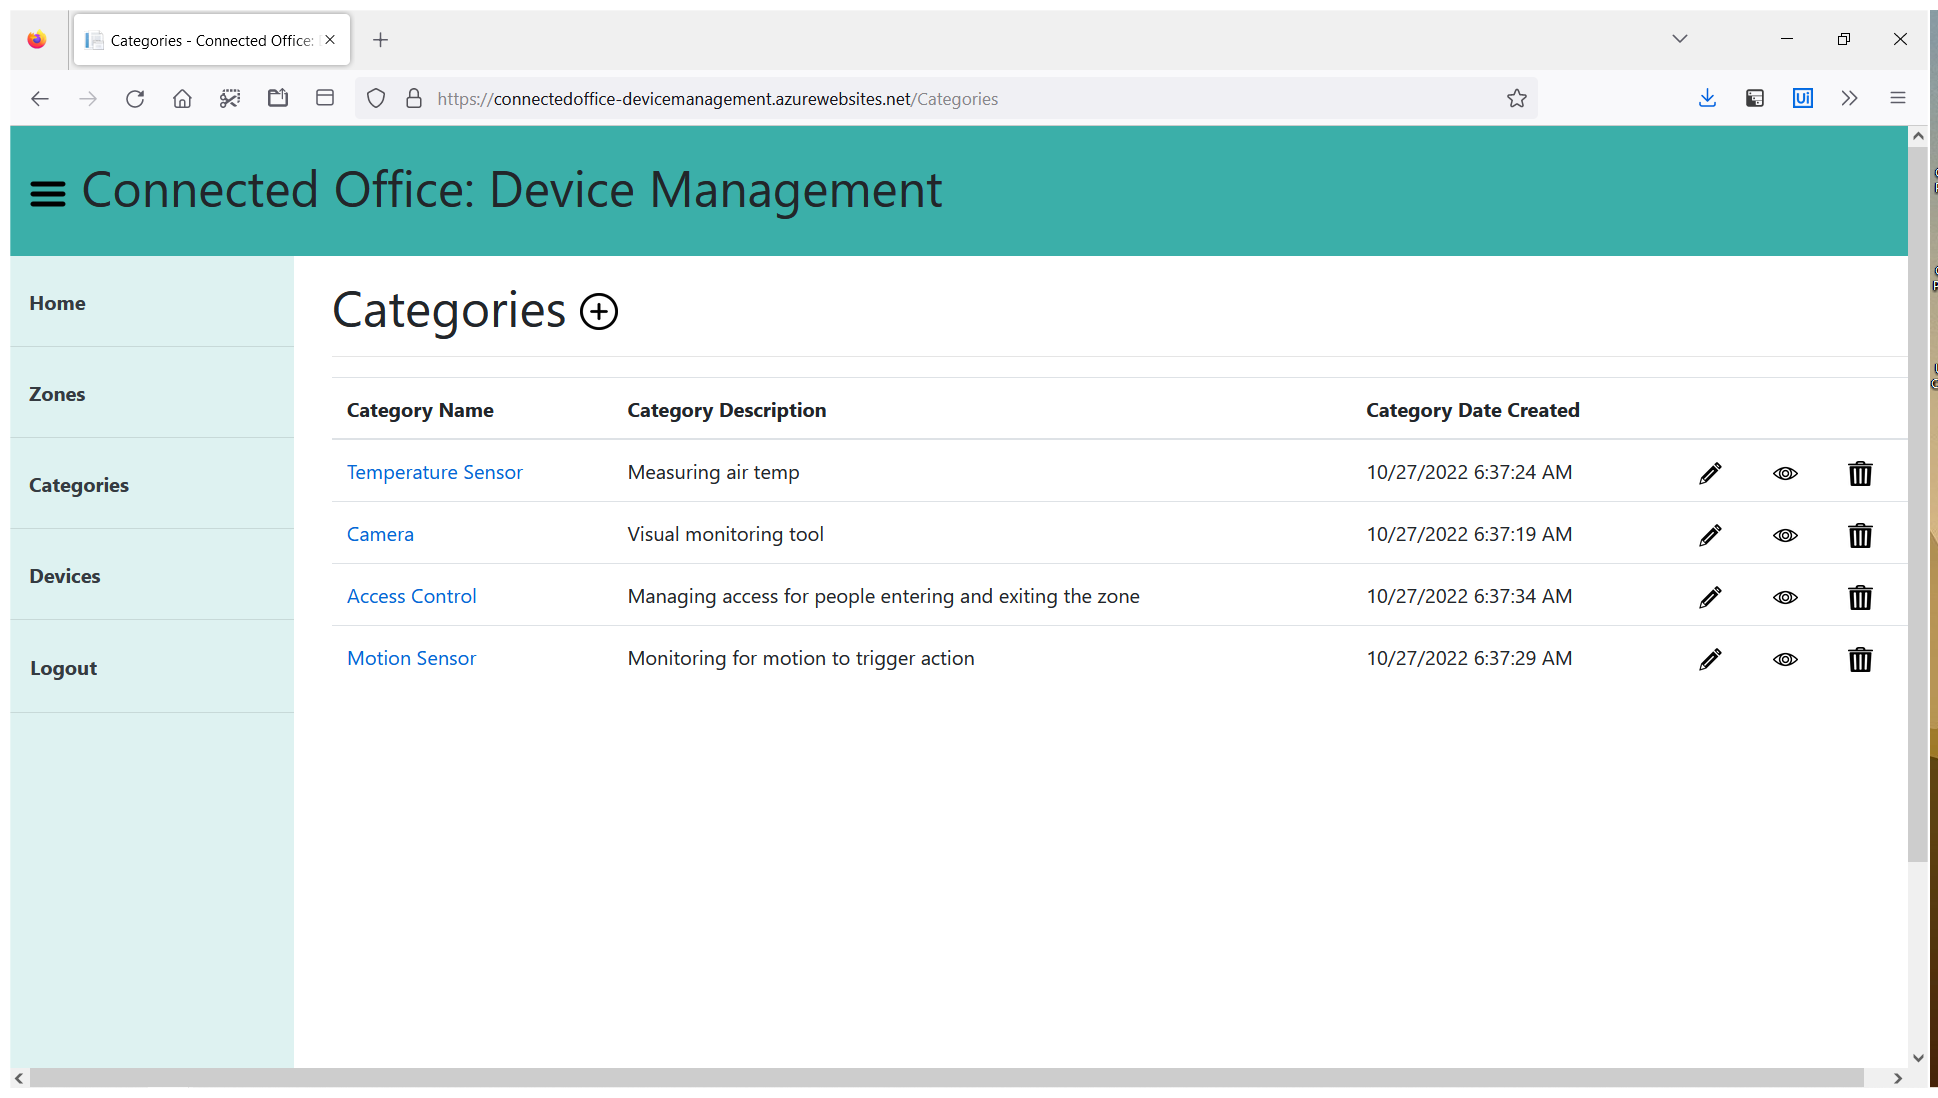 Categories - Connected Office:
https://connectedoffice-devicemanagement.azurewebsites.net/Categories
Ui
Connected Office: Device Management
Home
Zones
Categories
Devices
Logout
Categories
Category Name Category Description Category Date Created
Temperature Sensor Measuring air temp 10/27/2022 6:37:24 AM
Camera Visual monitoring tool 10/27/2022 6:37:19 AM
Access Control Managing access for people entering and exiting the zone 10/27/2022 6:37:34 AM
Motion Sensor Monitoring for motion to trigger action 10/27/2022 6:37:29 AM